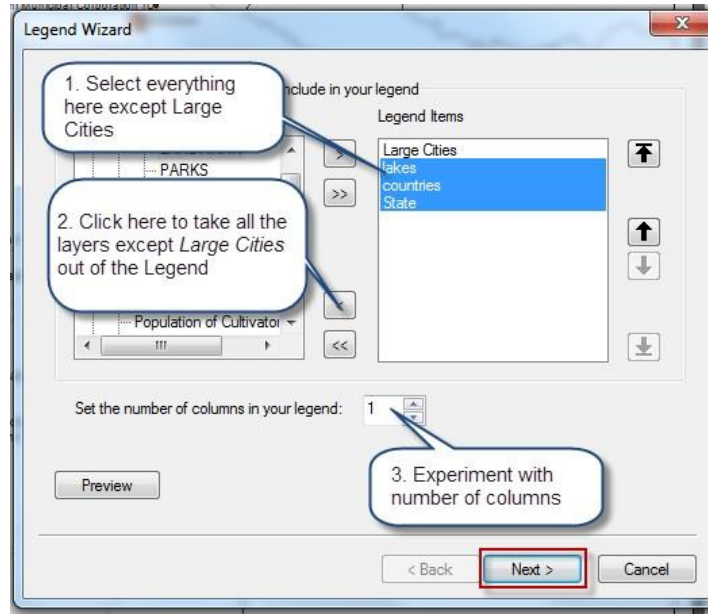 Legend Wizard
1. Select everything
here except Large
Cities
include in your legend
Legend Items
PARKS
>
>>
Large Cities
lakes
countries
State
2. Click here to take all the
layers except Large Cities
out of the Legend
<
<<
Population of Cultivator
Set the number of columns in your legend:
1
3. Experiment with
number of columns
Preview
< Back
Next >
Cancel